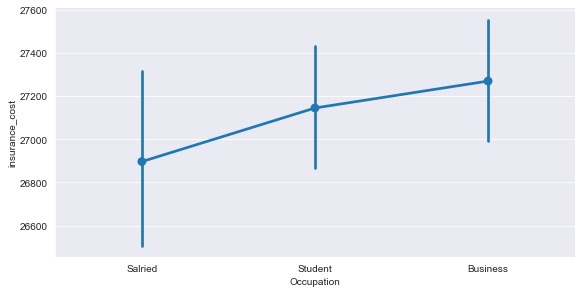 27600
27400
27200
27000
26800
26600
insurance_cost
Salried
Student
Business
Occupation